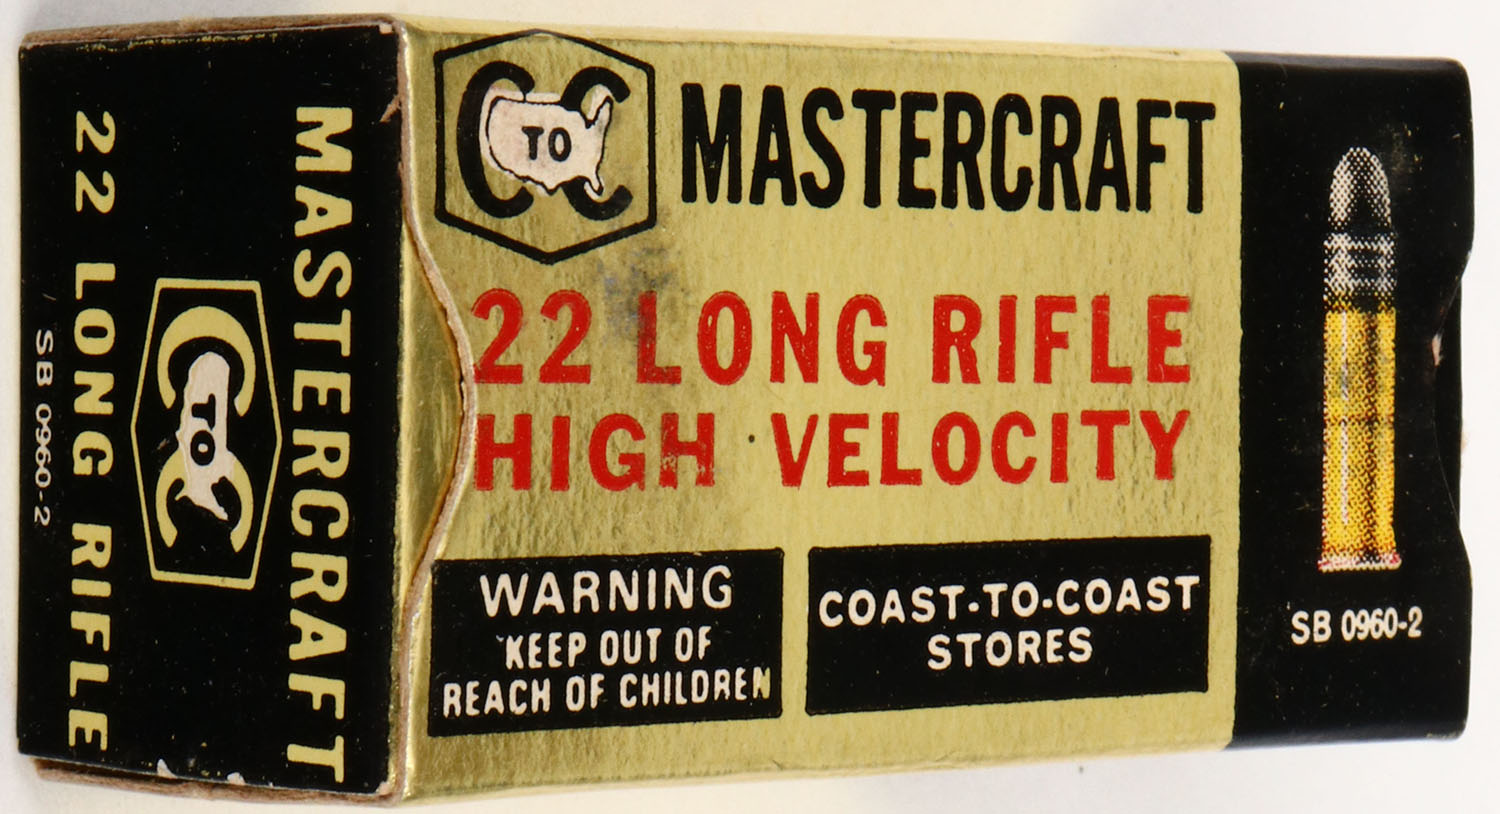 MASTERCRAFT
C TO C
22 LONG RIFLE
SB 0960-2
C TO C
MASTERCRAFT
22 LONG RIFLE
HIGH VELOCITY
WARNING
KEEP OUT OF
REACH OF CHILDREN
COAST-TO-COAST
STORES
SB 0960-2